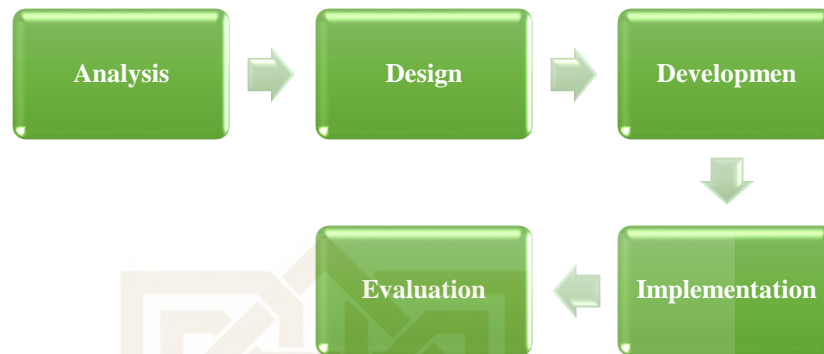 Analysis
Design
Developmen
Implementation
Evaluation